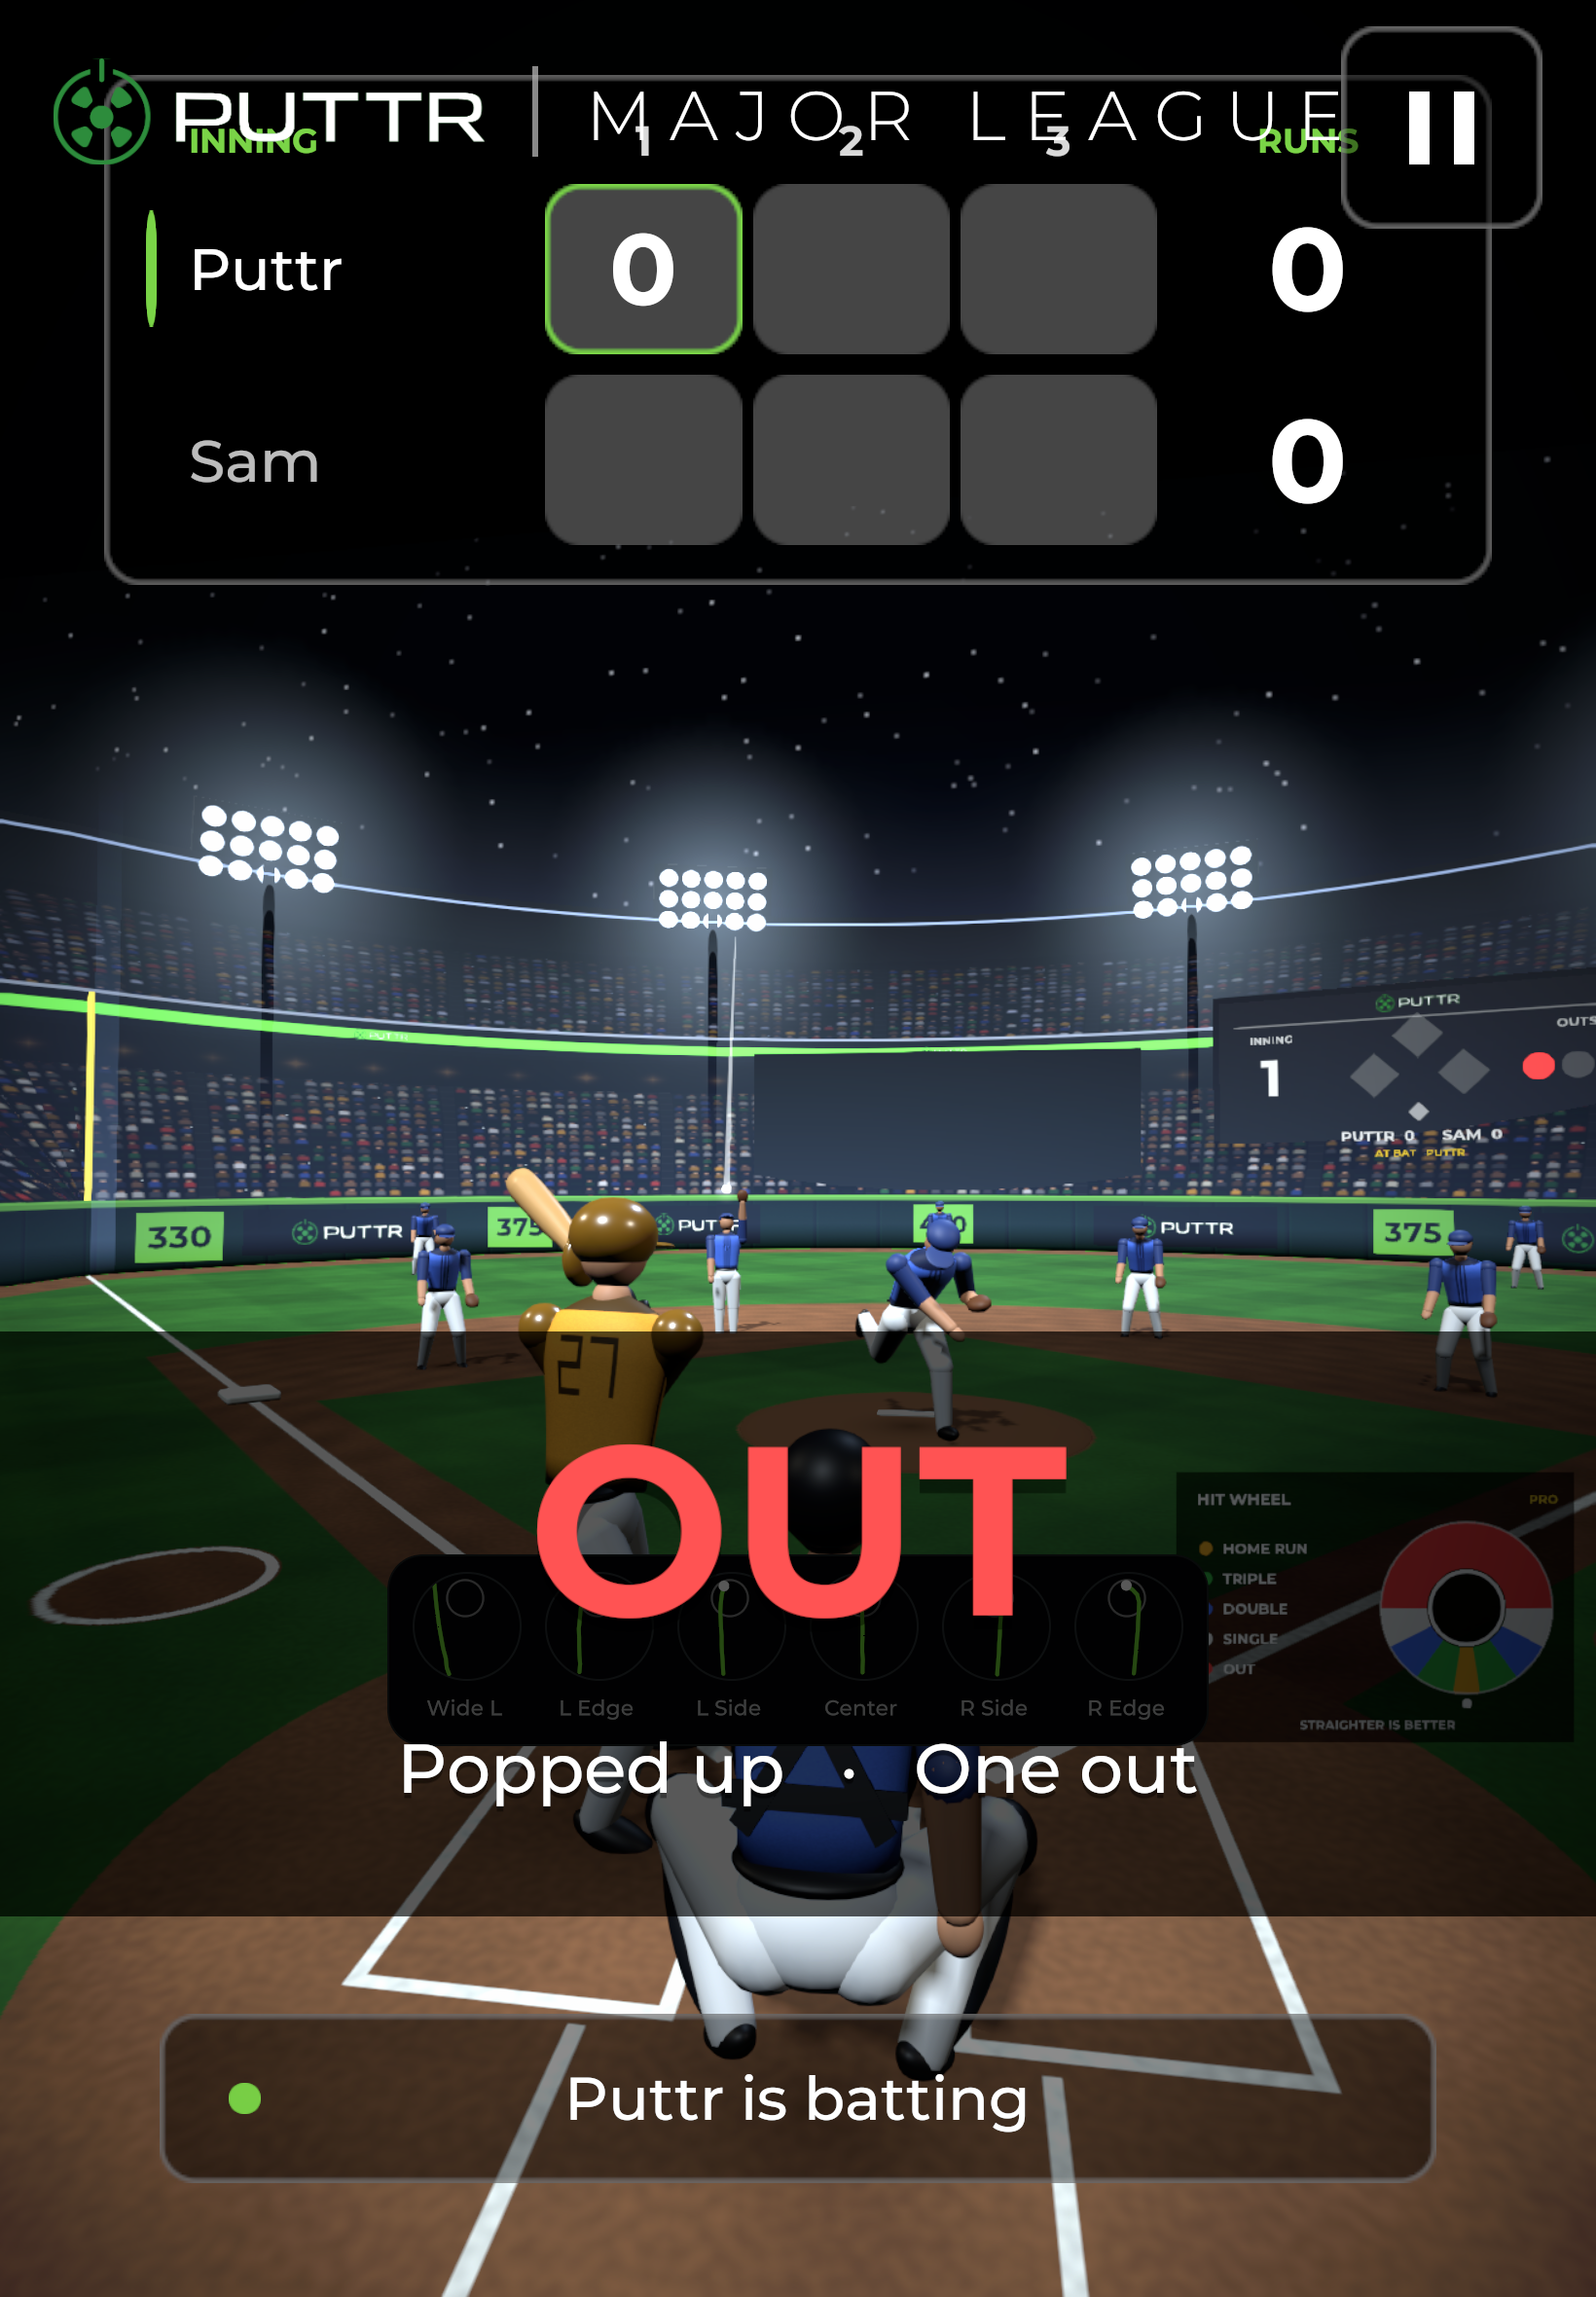 PUTTR | MAJOR LEAGUE
INNING 1 2 3 RUNS
Puttr 0 0
Sam 0
PUTTR
INNING OUTS
1
PUTTR 0 SAM 0
AT BAT PUTTR
330 PUTTR 375 PUTTR PUTTR 375
27
OUT
HIT WHEEL PRO
HOME RUN
TRIPLE
DOUBLE
SINGLE
OUT
STRAIGHTER IS BETTER
Wide L L Edge L Side Center R Side R Edge
Popped up · One out
Puttr is batting